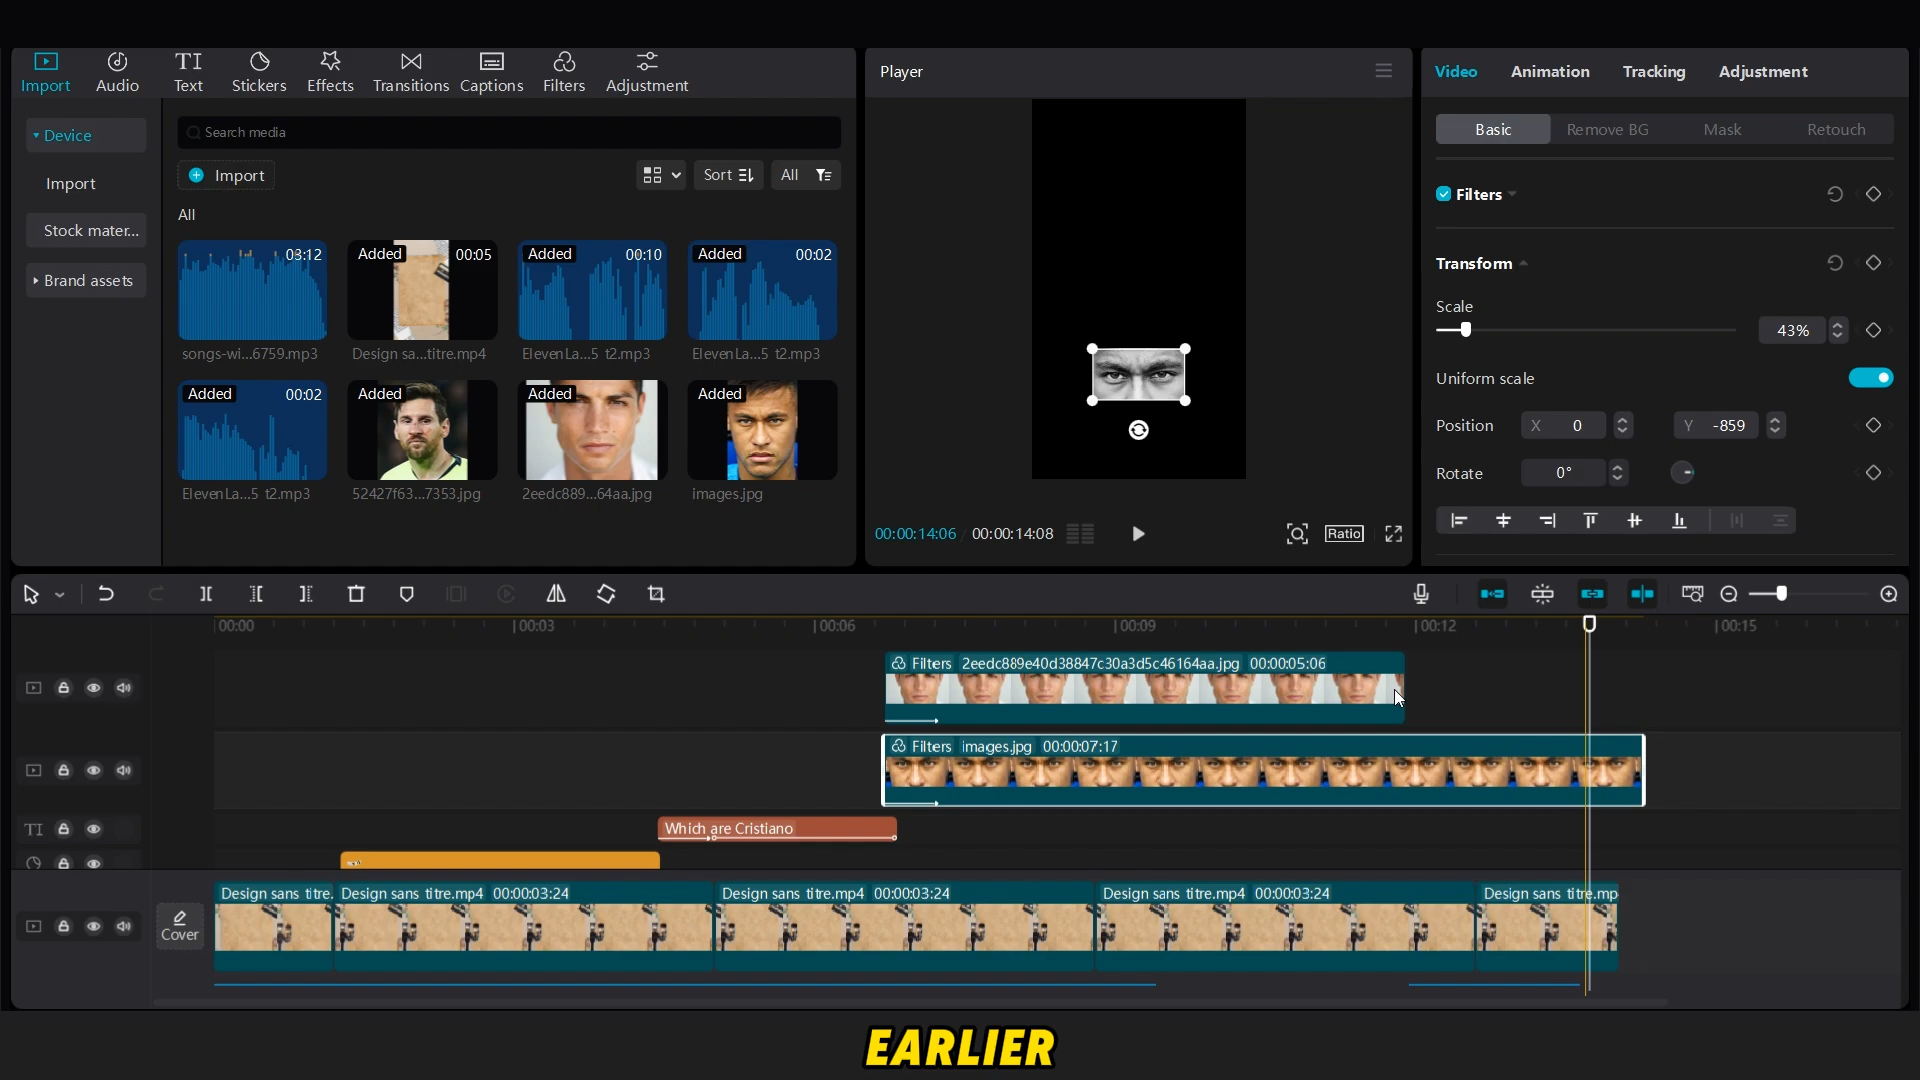 Import
Audio
Text
Stickers
Effects
Transitions
Captions
Filters
Adjustment
Device
Import
Stock mater...
Brand assets
Search media
Import
Sort
All
All
03:12
Added 00:05
Added 00:10
Added 00:02
songs-wi...6759.mp3
Design sa...titre.mp4
ElevenLa...5 t2.mp3
ElevenLa...5 t2.mp3
Added 00:02
Added
Added
Added
ElevenLa...5 t2.mp3
52427f63...7353.jpg
2eedc889...64aa.jpg
images.jpg
Player
00:00:14:06 00:00:14:08
Ratio
Video
Animation
Tracking
Adjustment
Basic
Remove BG
Mask
Retouch
Filters
Transform
Scale
43%
Uniform scale
Position X 0 Y -859
Rotate 0°
00:00
00:03
00:06
00:09
00:12
00:15
Filters 2eedc889e40d38847c30a3d5c46164aa.jpg 00:00:05:06
Filters images.jpg 00:00:07:17
TI
Which are Cristiano
Cover
Design sans titre.
Design sans titre.mp4 00:00:03:24
Design sans titre.mp4 00:00:03:24
Design sans titre.mp4 00:00:03:24
Design sans titre.mp
EARLIER